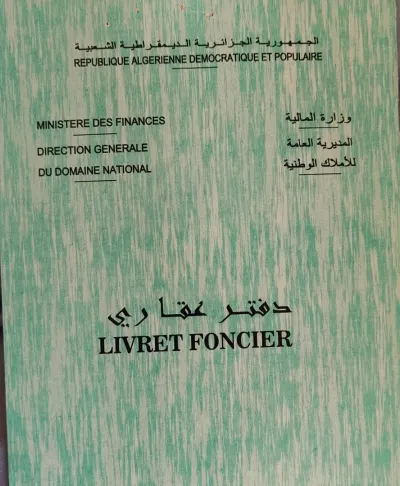 الجمهورية الجزائرية الديمقراطية الشعبية
REPUBLIQUE ALGERIENNE DEMOCRATIQUE ET POPULAIRE
MINISTERE DES FINANCES
وزارة المالية
DIRECTION GENERALE
المديرية العامة
DU DOMAINE NATIONAL
للأملاك الوطنية
دفتر عقاري
LIVRET FONCIER